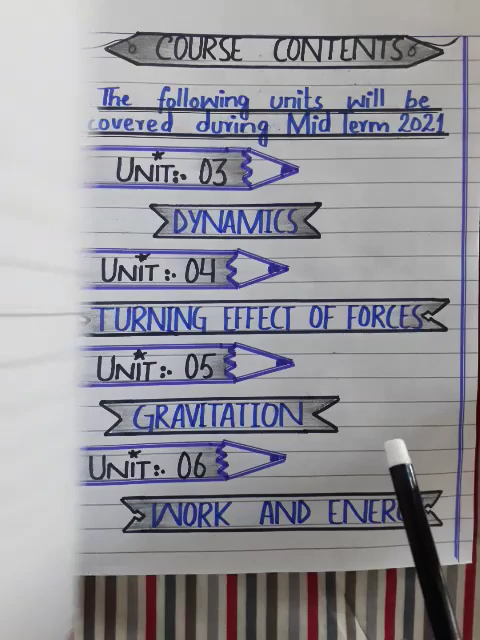 COURSE CONTENTS
The following units will be
covered during Mid Term 2021
UNIT:- 03
DYNAMICS
UNIT:- 04
TURNING EFFECT OF FORCES
UNIT:- 05
GRAVITATION
UNIT:- 06
WORK AND ENER